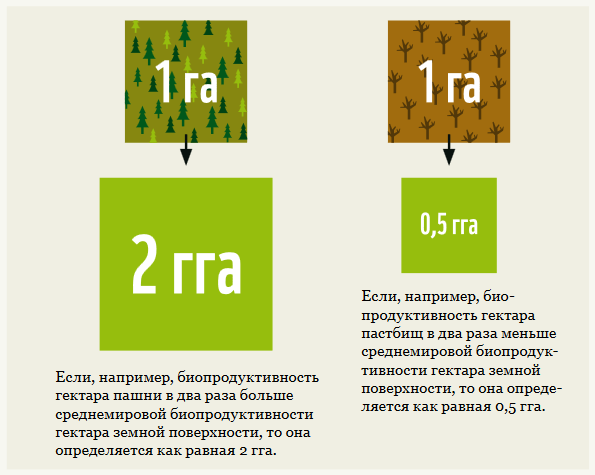 1 га
2 гга
Если, например, биопродуктивность
гектара пашни в два раза больше
среднемировой биопродуктивности
гектара земной поверхности, то она
определяется как равная 2 гга.
1 га
0,5 гга
Если, например, био-
продуктивность гектара
пастбищ в два раза меньше
среднемировой биопродук-
тивности гектара земной
поверхности, то она опреде-
ляется как равная 0,5 гга.